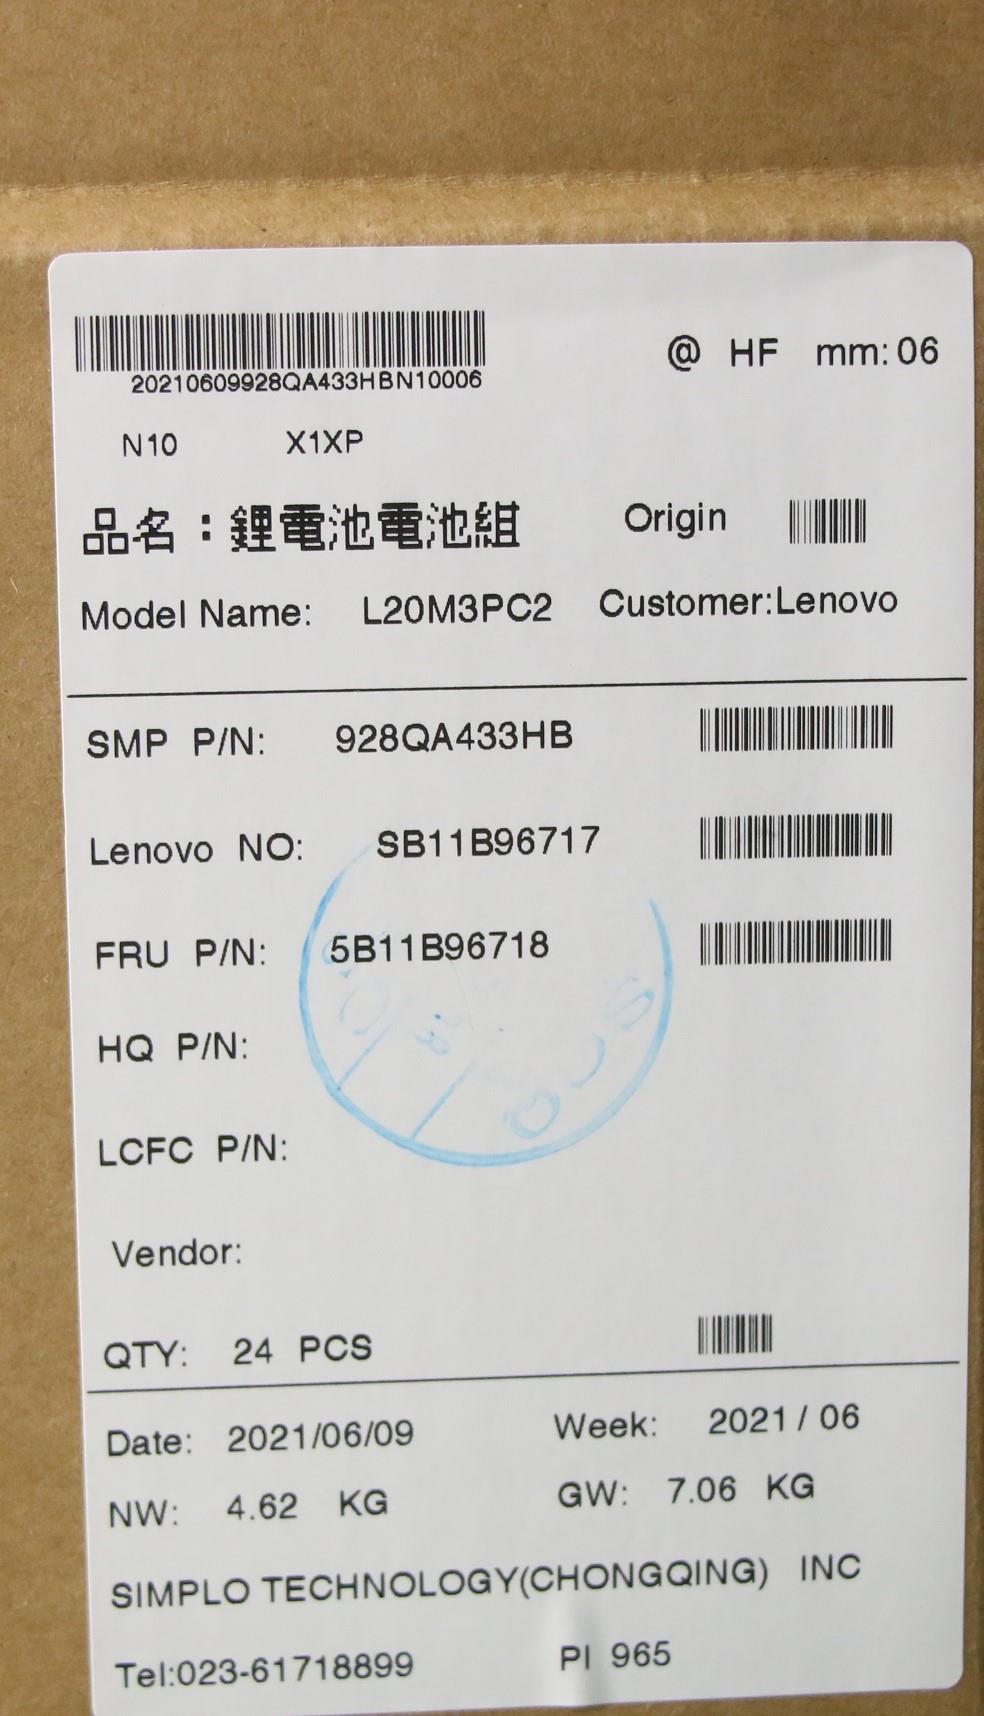 @ HF mm:06
20210609928QA433HBN10006
N10 X1XP
品名：鋰電池電池組 Origin
Model Name: L20M3PC2 Customer:Lenovo
SMP P/N: 928QA433HB
Lenovo NO: SB11B96717
FRU P/N: 5B11B96718
HQ P/N:
LCFC P/N:
Vendor:
QTY: 24 PCS
Date: 2021/06/09 Week: 2021 / 06
NW: 4.62 KG GW: 7.06 KG
SIMPLO TECHNOLOGY(CHONGQING) INC
Tel:023-61718899 PI 965